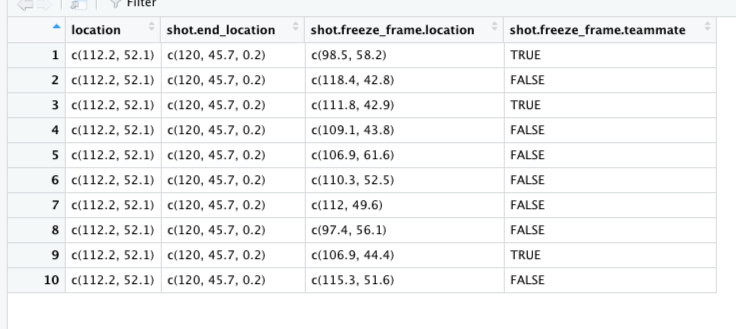 Filter
location shot.end_location shot.freeze_frame.location shot.freeze_frame.teammate
1 c(112.2, 52.1) c(120, 45.7, 0.2) c(98.5, 58.2) TRUE
2 c(112.2, 52.1) c(120, 45.7, 0.2) c(118.4, 42.8) FALSE
3 c(112.2, 52.1) c(120, 45.7, 0.2) c(111.8, 42.9) TRUE
4 c(112.2, 52.1) c(120, 45.7, 0.2) c(109.1, 43.8) FALSE
5 c(112.2, 52.1) c(120, 45.7, 0.2) c(106.9, 61.6) FALSE
6 c(112.2, 52.1) c(120, 45.7, 0.2) c(110.3, 52.5) FALSE
7 c(112.2, 52.1) c(120, 45.7, 0.2) c(112, 49.6) FALSE
8 c(112.2, 52.1) c(120, 45.7, 0.2) c(97.4, 56.1) FALSE
9 c(112.2, 52.1) c(120, 45.7, 0.2) c(106.9, 44.4) TRUE
10 c(112.2, 52.1) c(120, 45.7, 0.2) c(115.3, 51.6) FALSE